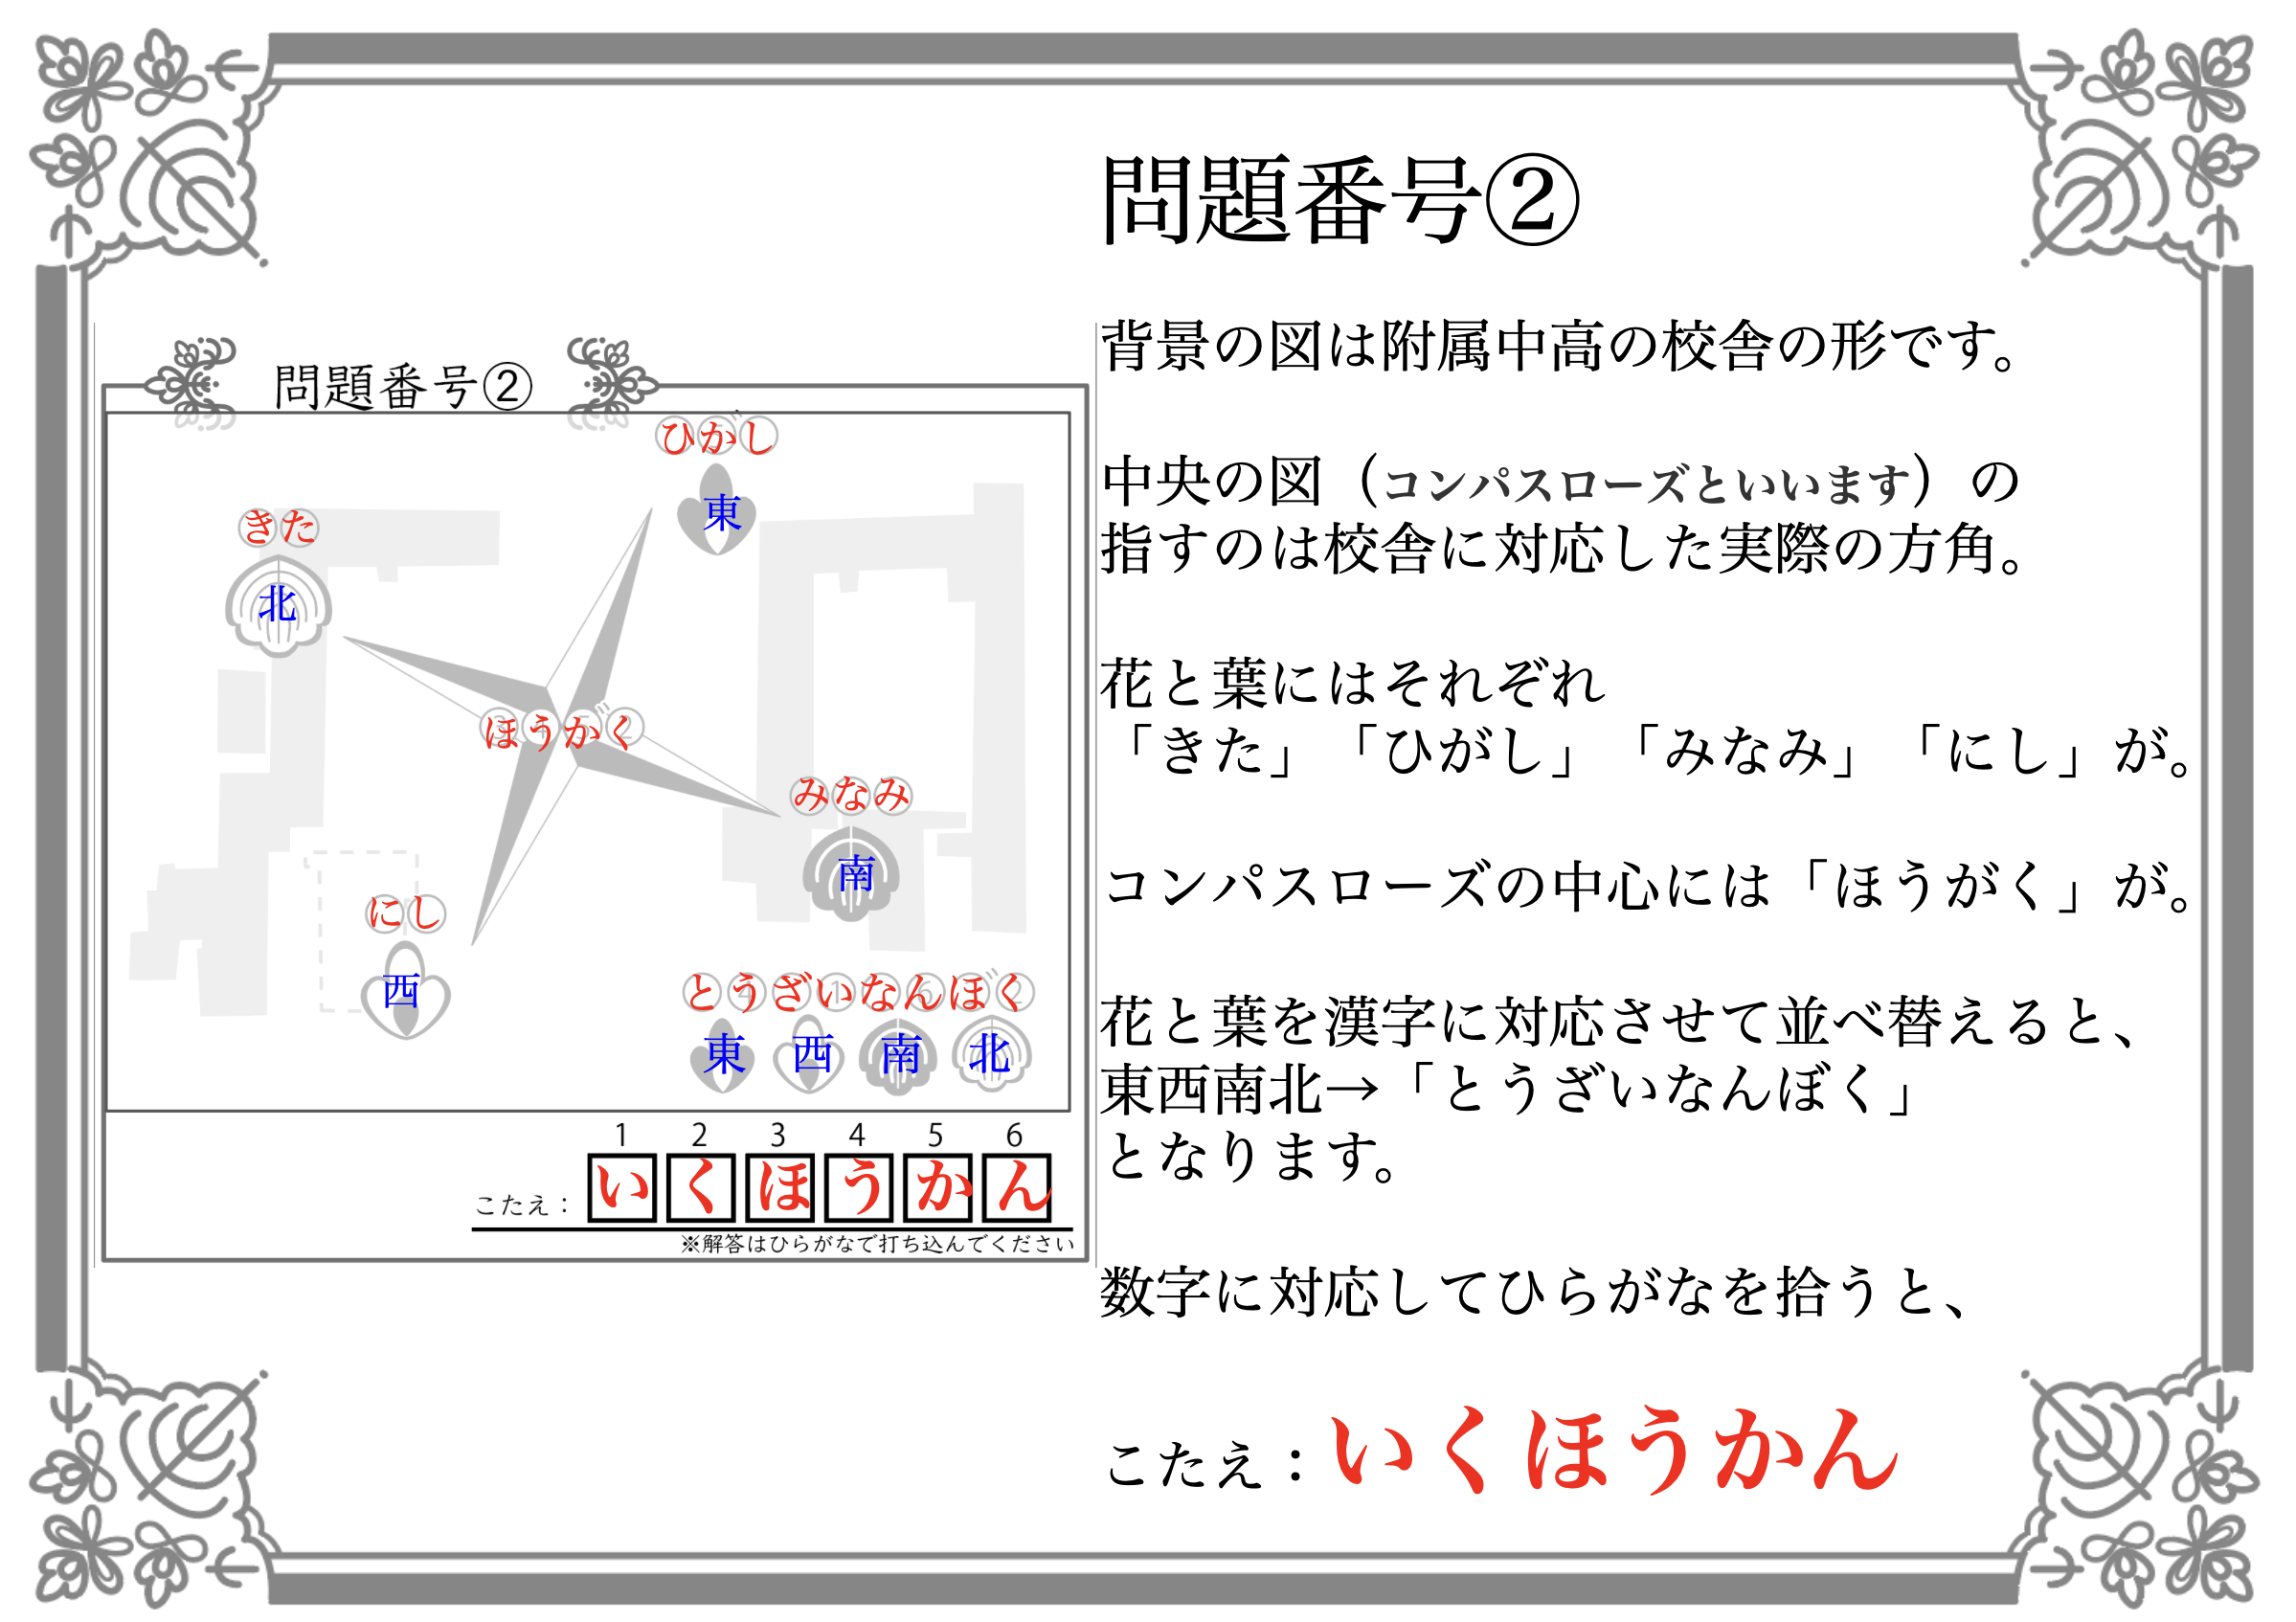 問題番号②
問題番号②
ひがし
東
きた
北
ほうがく
3 4 5 2
みなみ
南
にし
西
とうざいなんぼく
4 1 6 2
東 西 南 北
1 2 3 4 5 6
こたえ： いくほうかん
※解答はひらがなで打ち込んでください
背景の図は附属中高の校舎の形です。
中央の図（コンパスローズといいます）の
指すのは校舎に対応した実際の方角。
花と葉にはそれぞれ
「きた」「ひがし」「みなみ」「にし」が。
コンパスローズの中心には「ほうがく」が。
花と葉を漢字に対応させて並べ替えると、
東西南北→「とうざいなんぼく」
となります。
数字に対応してひらがなを拾うと、
こたえ：いくほうかん